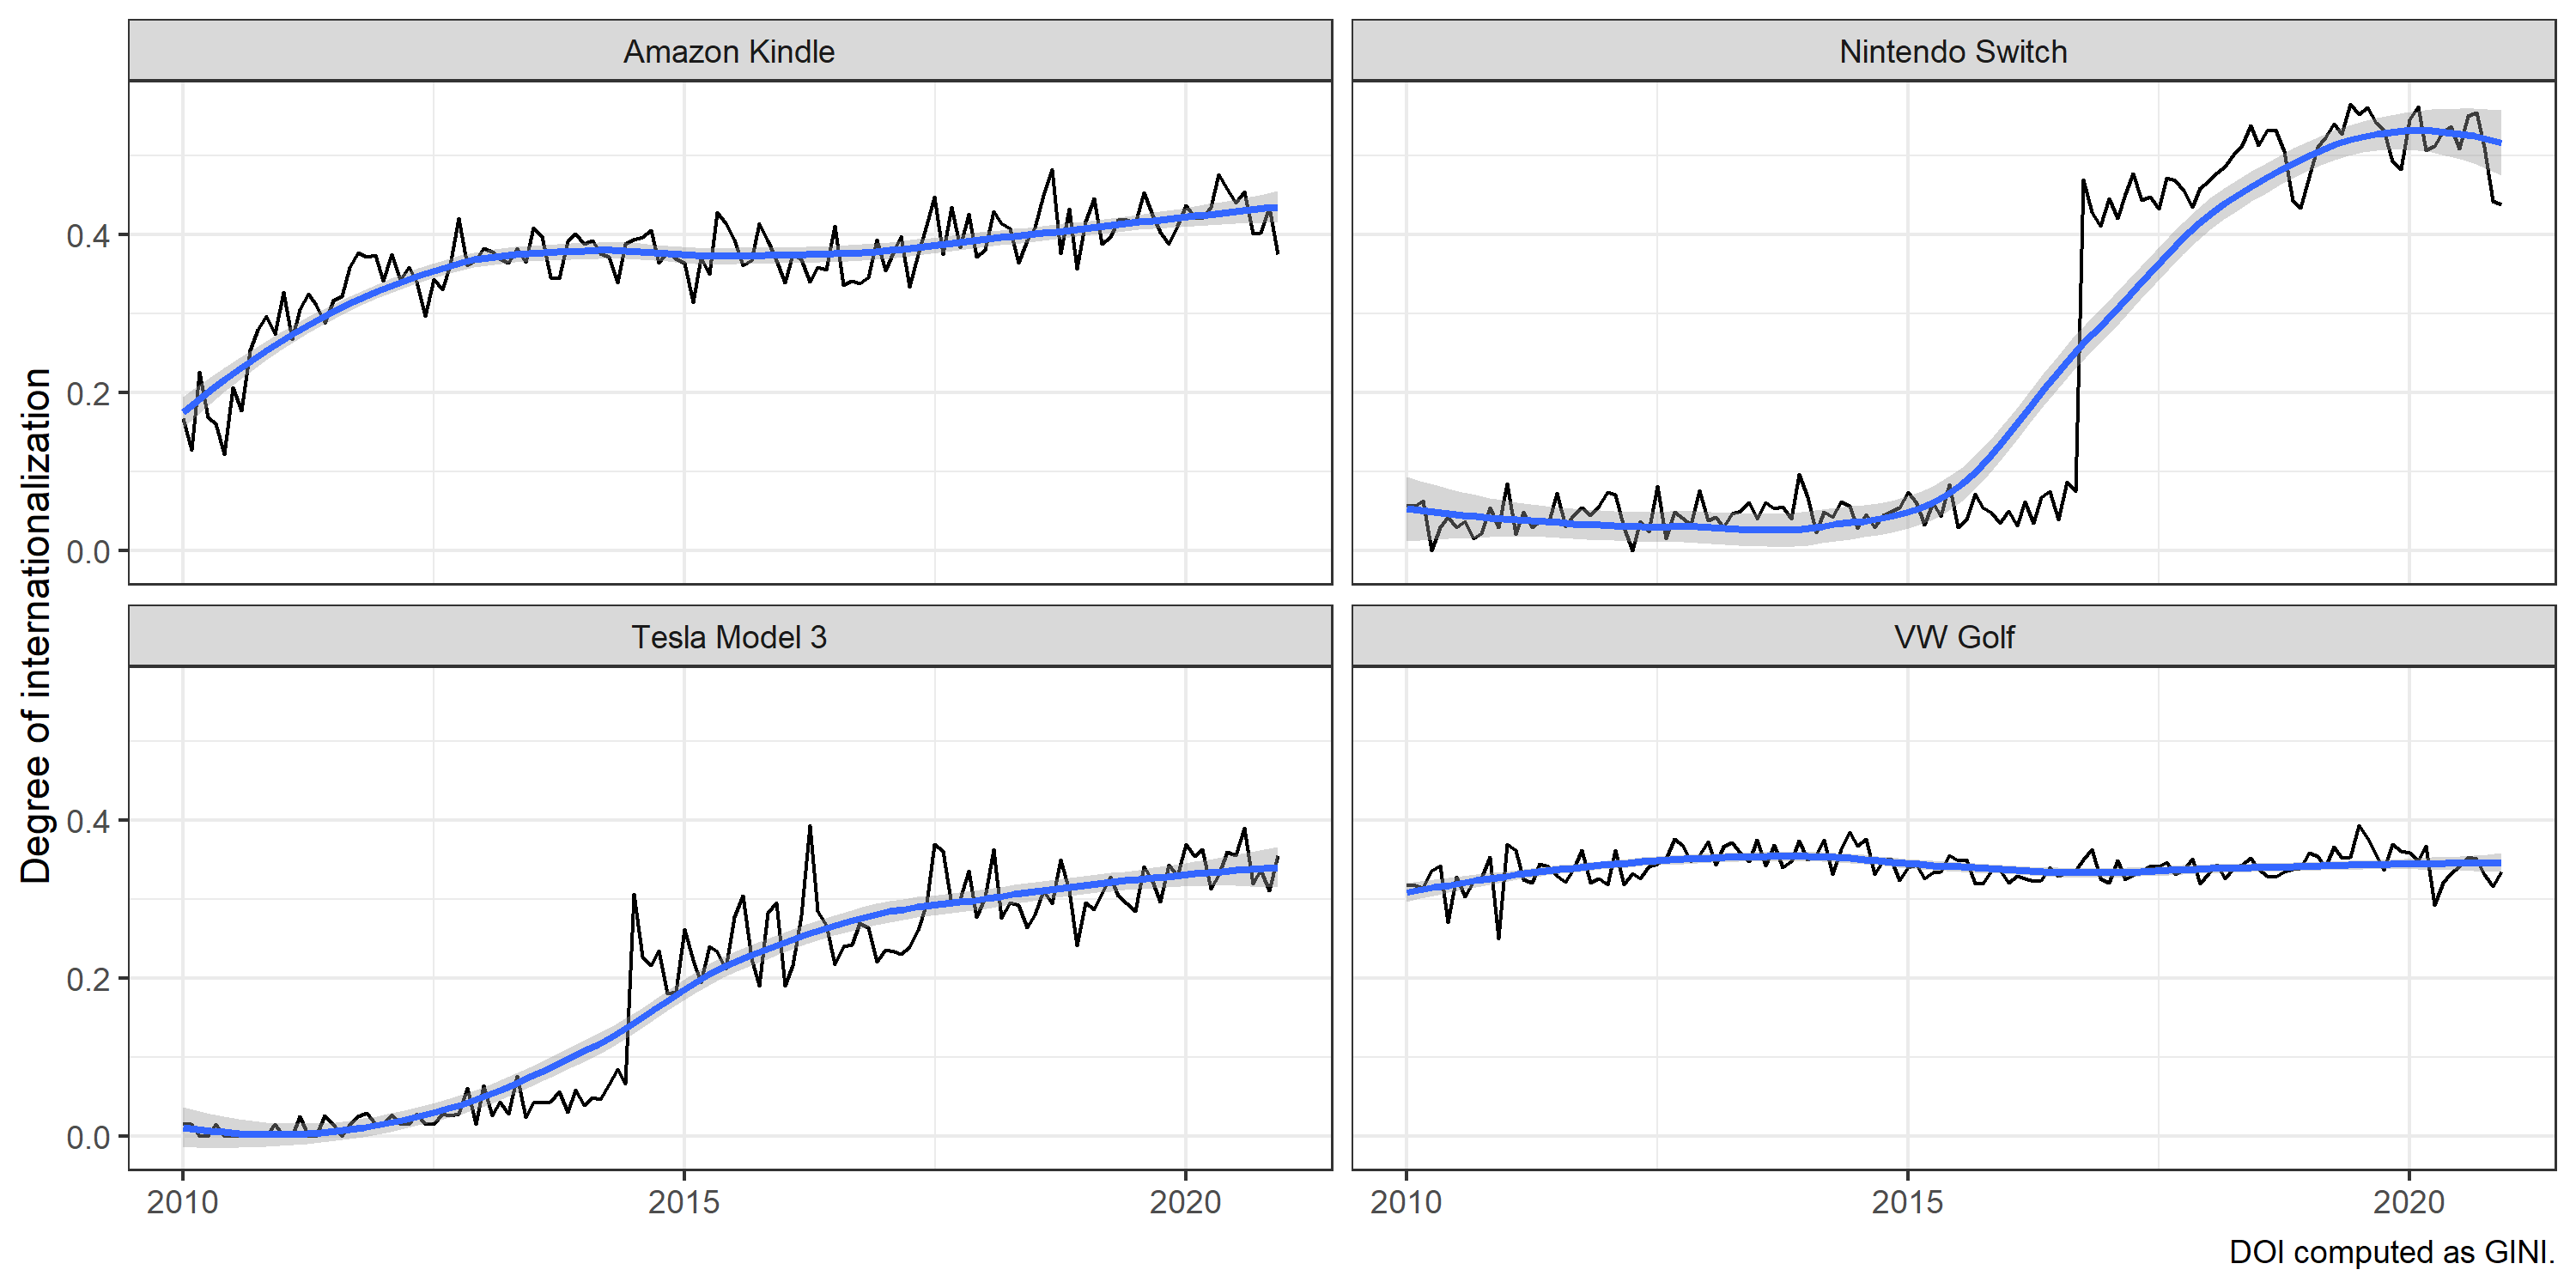 Amazon Kindle
Nintendo Switch
Degree of internationalization
0.4
0.2
0.0
Tesla Model 3
VW Golf
0.4
0.2
0.0
2010
2015
2020
2010
2015
2020
DOI computed as GINI.